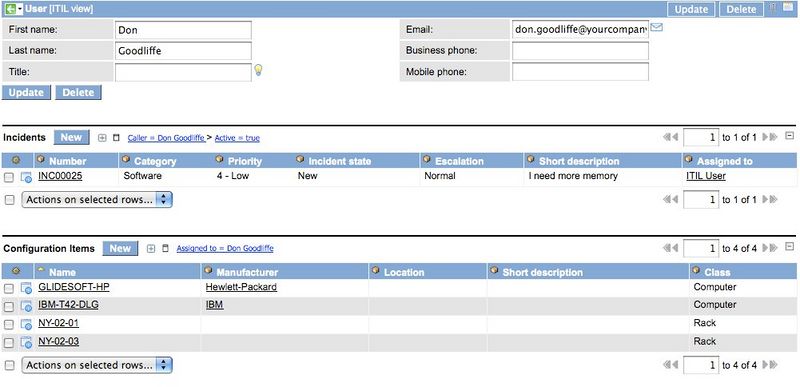 User [ITIL view] Update Delete
First name: Don Email: don.goodliffe@yourcompany
Last name: Goodliffe Business phone:
Title: Mobile phone:
Update Delete
Incidents New Caller = Don Goodliffe > Active = true 1 to 1 of 1
Number Category Priority Incident state Escalation Short description Assigned to
INC00025 Software 4 - Low New Normal I need more memory ITIL User
Actions on selected rows... 1 to 1 of 1
Configuration Items New Assigned to = Don Goodliffe 1 to 4 of 4
Name Manufacturer Location Short description Class
GLIDESOFT-HP Hewlett-Packard Computer
IBM-T42-DLG IBM Computer
NY-02-01 Rack
NY-02-03 Rack
Actions on selected rows... 1 to 4 of 4